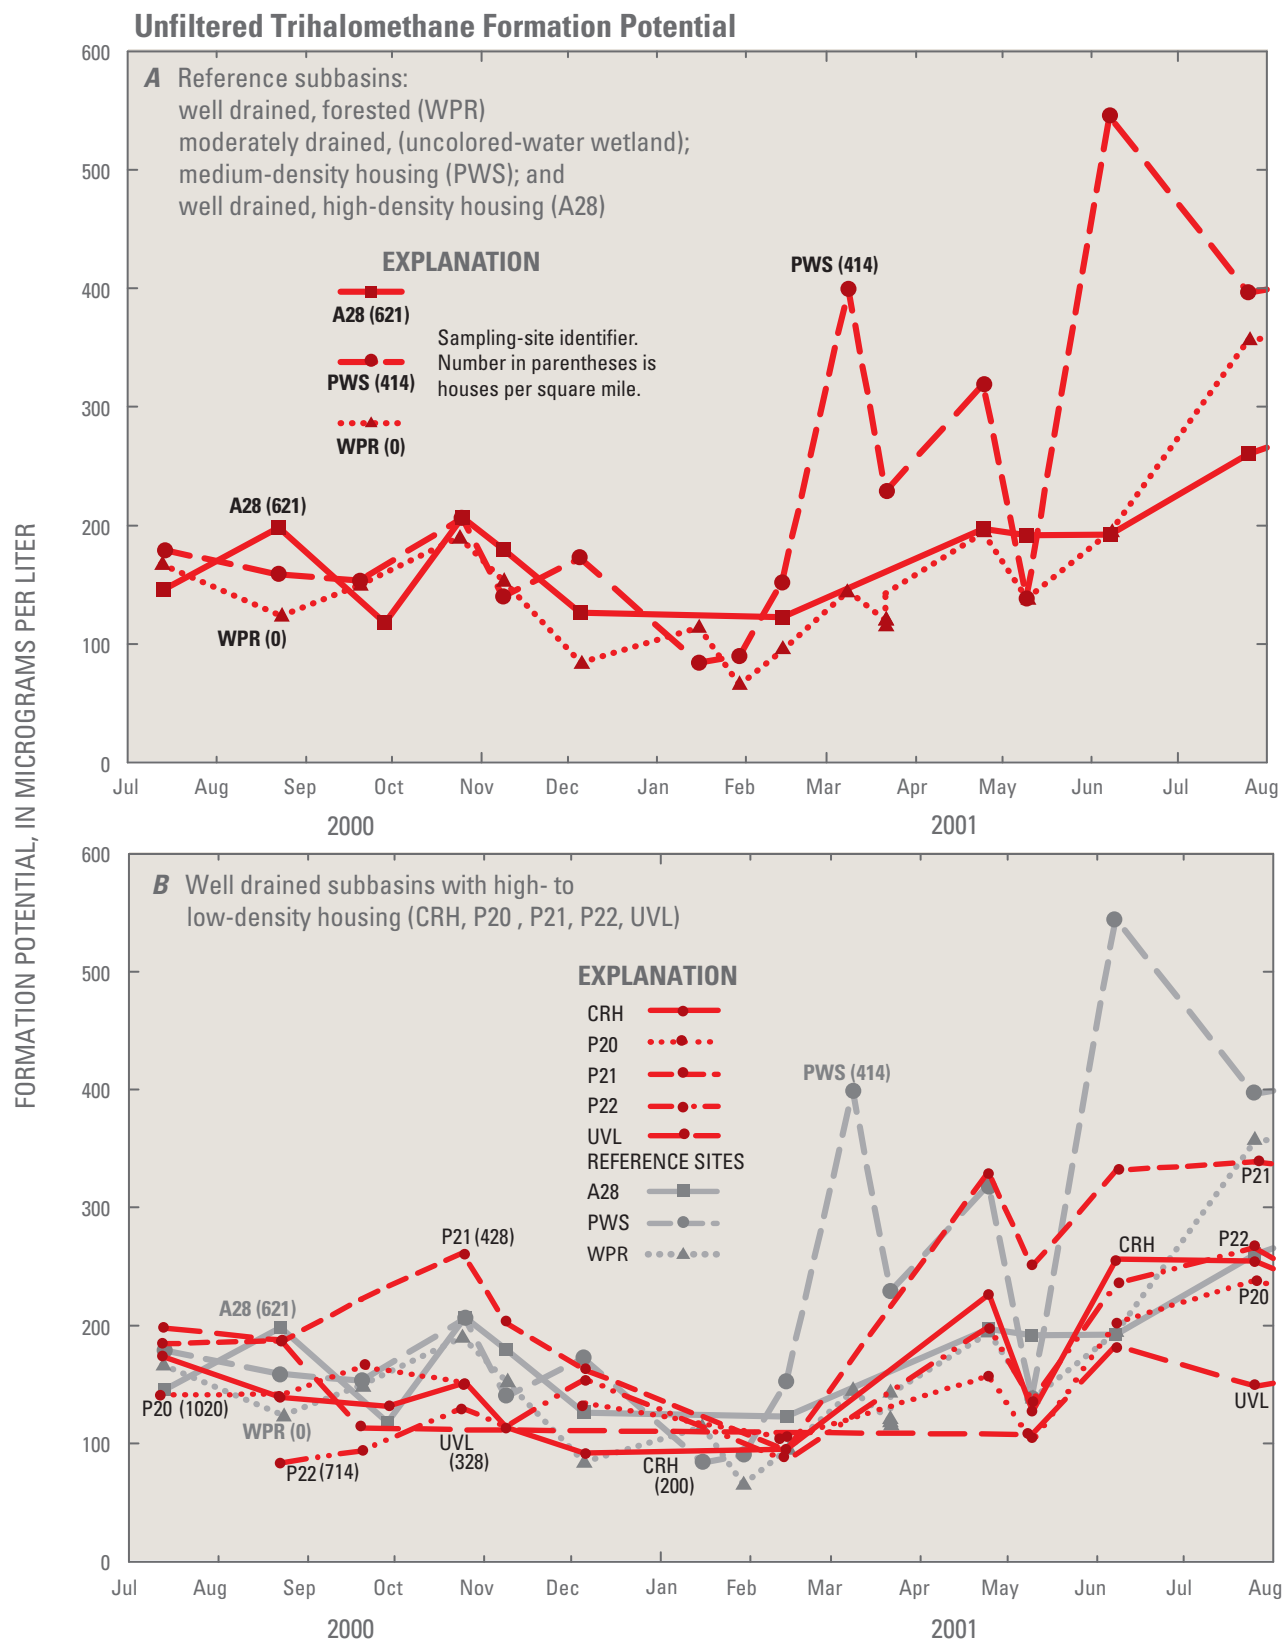 Unfiltered Trihalomethane Formation Potential
FORMATION POTENTIAL, IN MICROGRAMS PER LITER
600
500
400
300
200
100
0
A Reference subbasins:
well drained, forested (WPR)
moderately drained, (uncolored-water wetland);
medium-density housing (PWS); and
well drained, high-density housing (A28)
EXPLANATION
A28 (621)
PWS (414)
WPR (0)
Sampling-site identifier.
Number in parentheses is
houses per square mile.
PWS (414)
A28 (621)
WPR (0)
Jul Aug Sep Oct Nov Dec Jan Feb Mar Apr May Jun Jul Aug
2000 2001
600
500
400
300
200
100
0
B Well drained subbasins with high- to
low-density housing (CRH, P20 , P21, P22, UVL)
EXPLANATION
CRH
P20
P21
P22
UVL
REFERENCE SITES
A28
PWS
WPR
PWS (414)
P21
P21 (428)
P22
CRH
A28 (621)
P20
UVL
P20 (1020)
WPR (0)
UVL
(328)
P22 (714)
CRH
(200)
Jul Aug Sep Oct Nov Dec Jan Feb Mar Apr May Jun Jul Aug
2000 2001